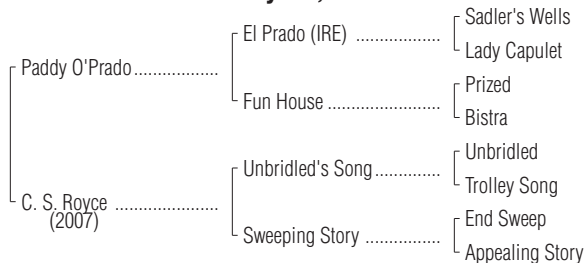 Sadler's Wells
El Prado (IRE) ..................
Lady Capulet
Paddy O'Prado..................
Prized
Fun House ........................
Bistra
Unbridled
Unbridled's Song..............
Trolley Song
C. S. Royce ......................
(2007)
End Sweep
Sweeping Story ................
Appealing Story